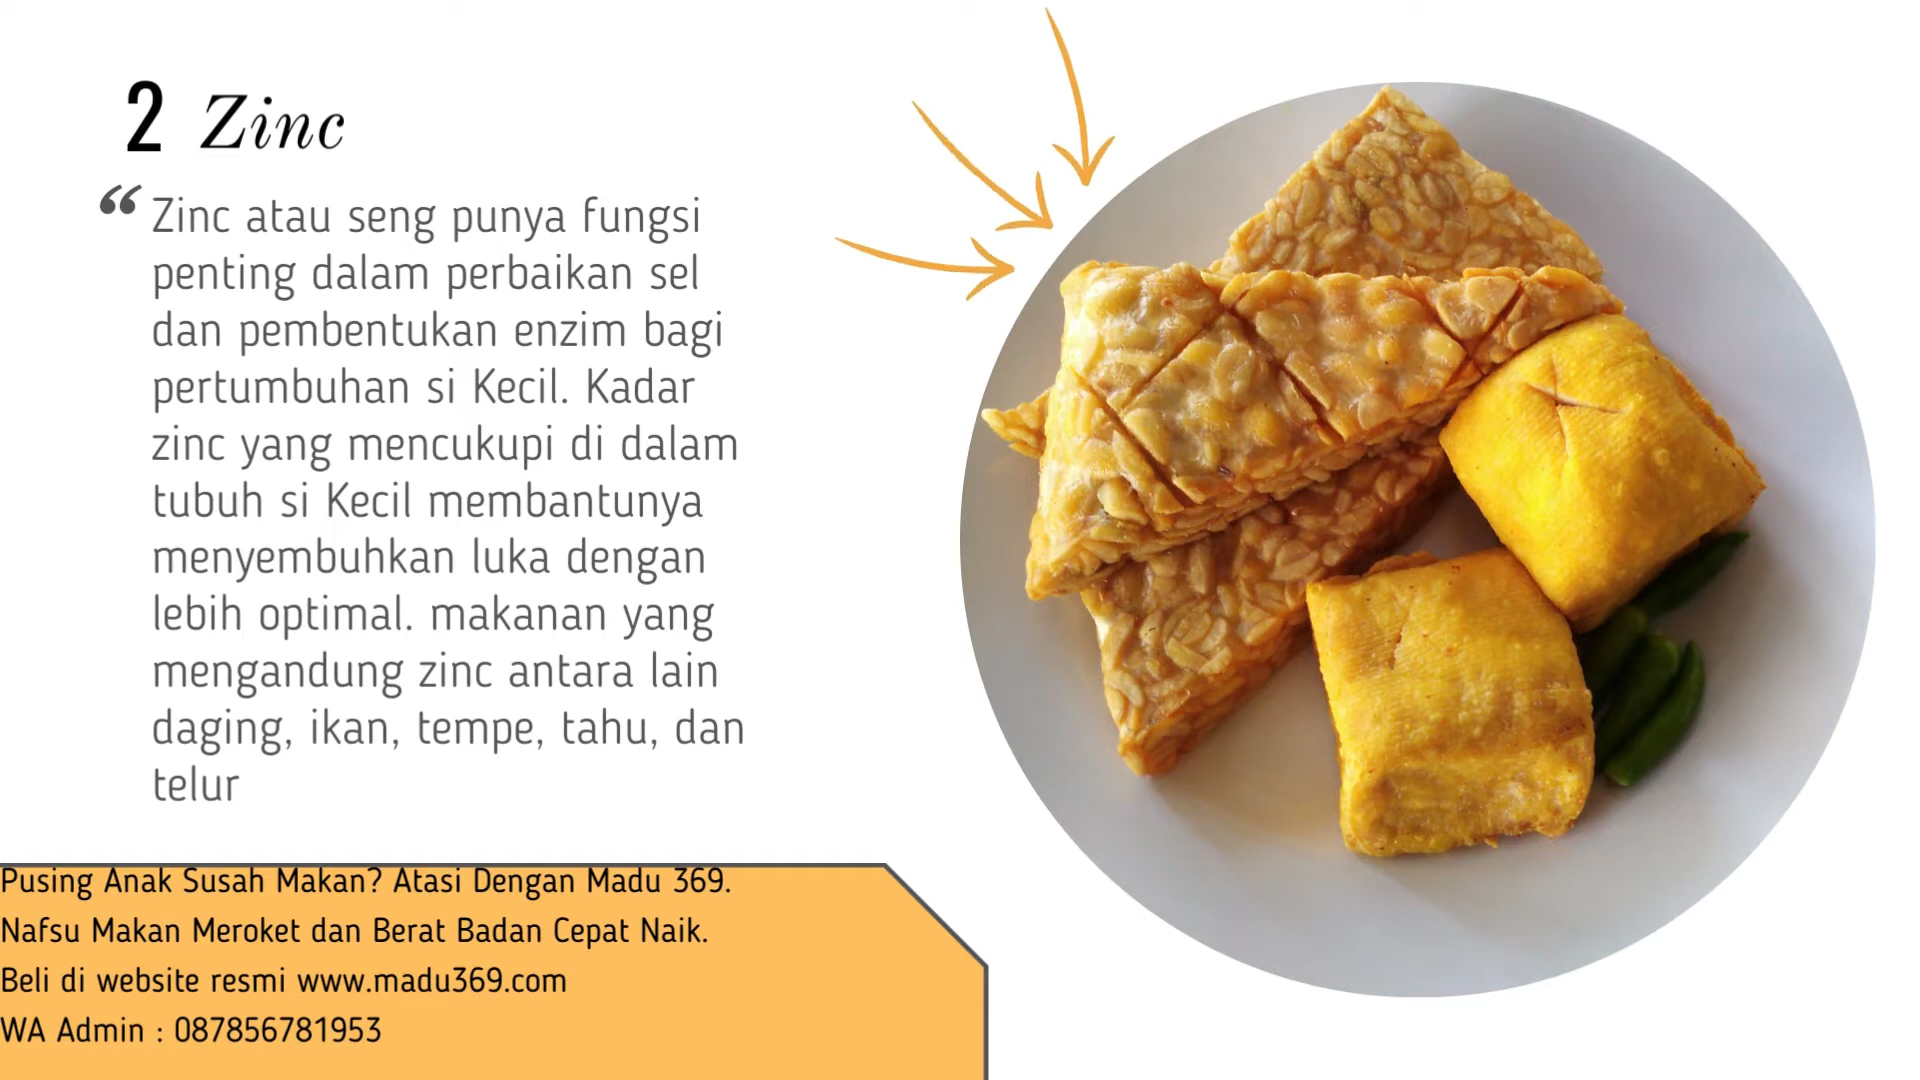 2 Zinc
“ Zinc atau seng punya fungsi
penting dalam perbaikan sel
dan pembentukan enzim bagi
pertumbuhan si Kecil. Kadar
zinc yang mencukupi di dalam
tubuh si Kecil membantunya
menyembuhkan luka dengan
lebih optimal. makanan yang
mengandung zinc antara lain
daging, ikan, tempe, tahu, dan
telur
Pusing Anak Susah Makan? Atasi Dengan Madu 369.
Nafsu Makan Meroket dan Berat Badan Cepat Naik.
Beli di website resmi www.madu369.com
WA Admin : 087856781953